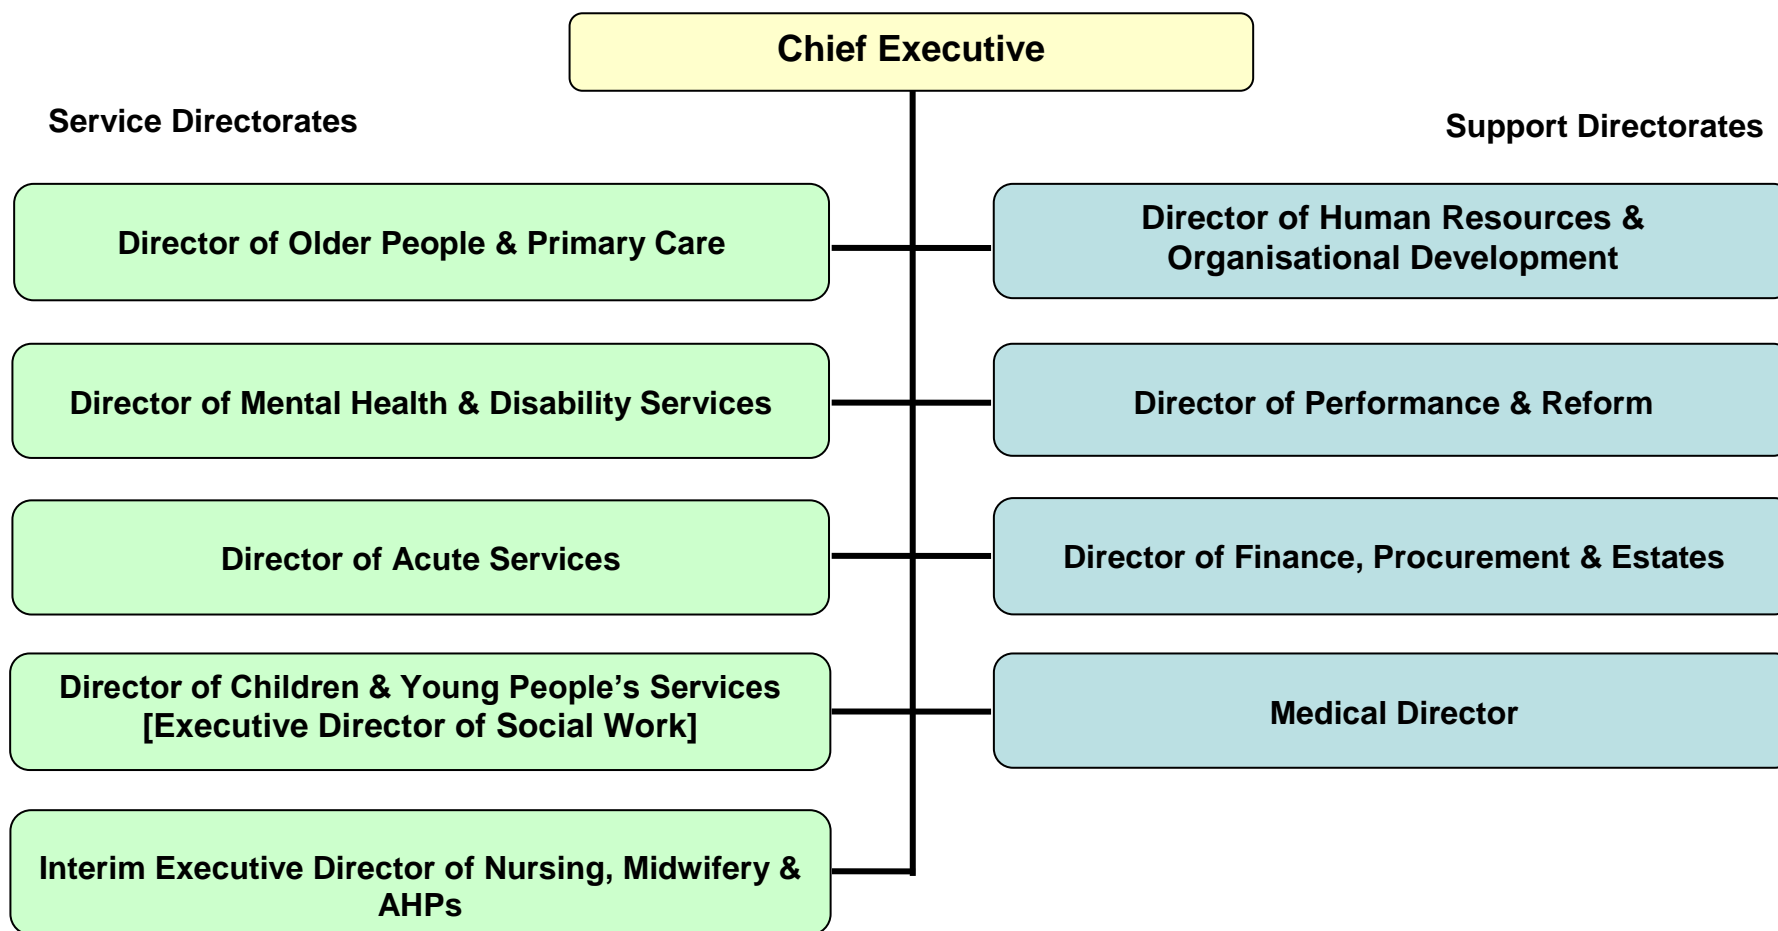 Chief Executive
Service Directorates
Support Directorates
Director of Older People & Primary Care
Director of Human Resources &
Organisational Development
Director of Mental Health & Disability Services
Director of Performance & Reform
Director of Acute Services
Director of Finance, Procurement & Estates
Director of Children & Young People’s Services
[Executive Director of Social Work]
Medical Director
Interim Executive Director of Nursing, Midwifery &
AHPs